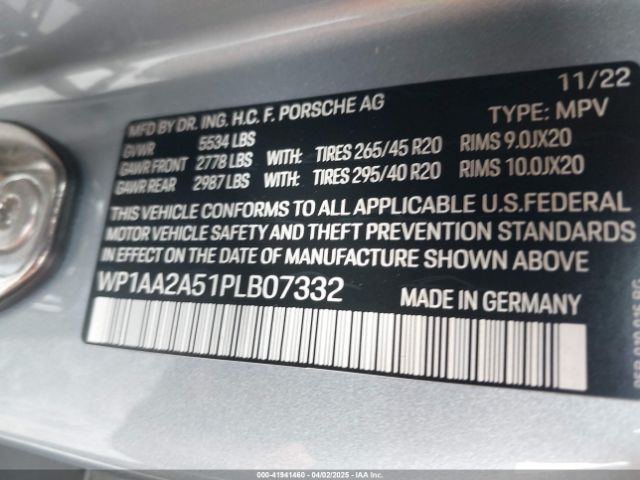 11/22
MFD BY DR. ING. H.C. F. PORSCHE AG TYPE: MPV
GVWR 5534 LBS
GAWR FRONT 2778 LBS WITH: TIRES 265/45 R20 RIMS 9.0JX20
GAWR REAR 2987 LBS WITH: TIRES 295/40 R20 RIMS 10.0JX20
THIS VEHICLE CONFORMS TO ALL APPLICABLE U.S.FEDERAL
MOTOR VEHICLE SAFETY AND THEFT PREVENTION STANDARDS
IN EFFECT ON THE DATE OF MANUFACTURE SHOWN ABOVE
WP1AA2A51PLB07332 MADE IN GERMANY
000-41941460 - 04/02/2025 - IAAI.com